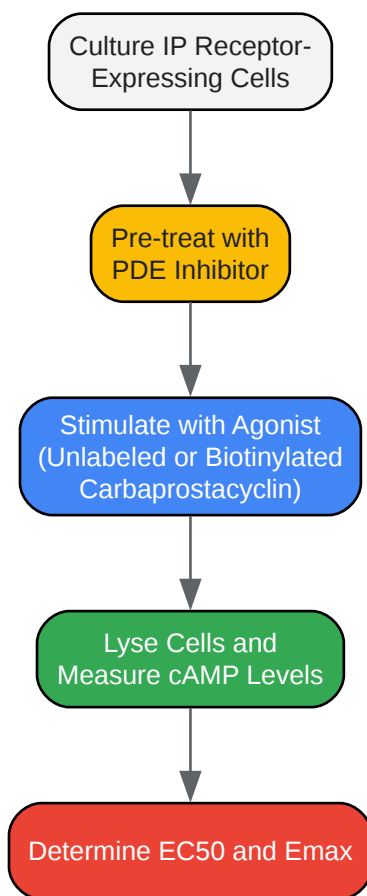 Culture IP Receptor-
Expressing Cells
Pre-treat with
PDE Inhibitor
Stimulate with Agonist
(Unlabeled or Biotinylated
Carbaprostacyclin)
Lyse Cells and
Measure cAMP Levels
Determine EC50 and Emax